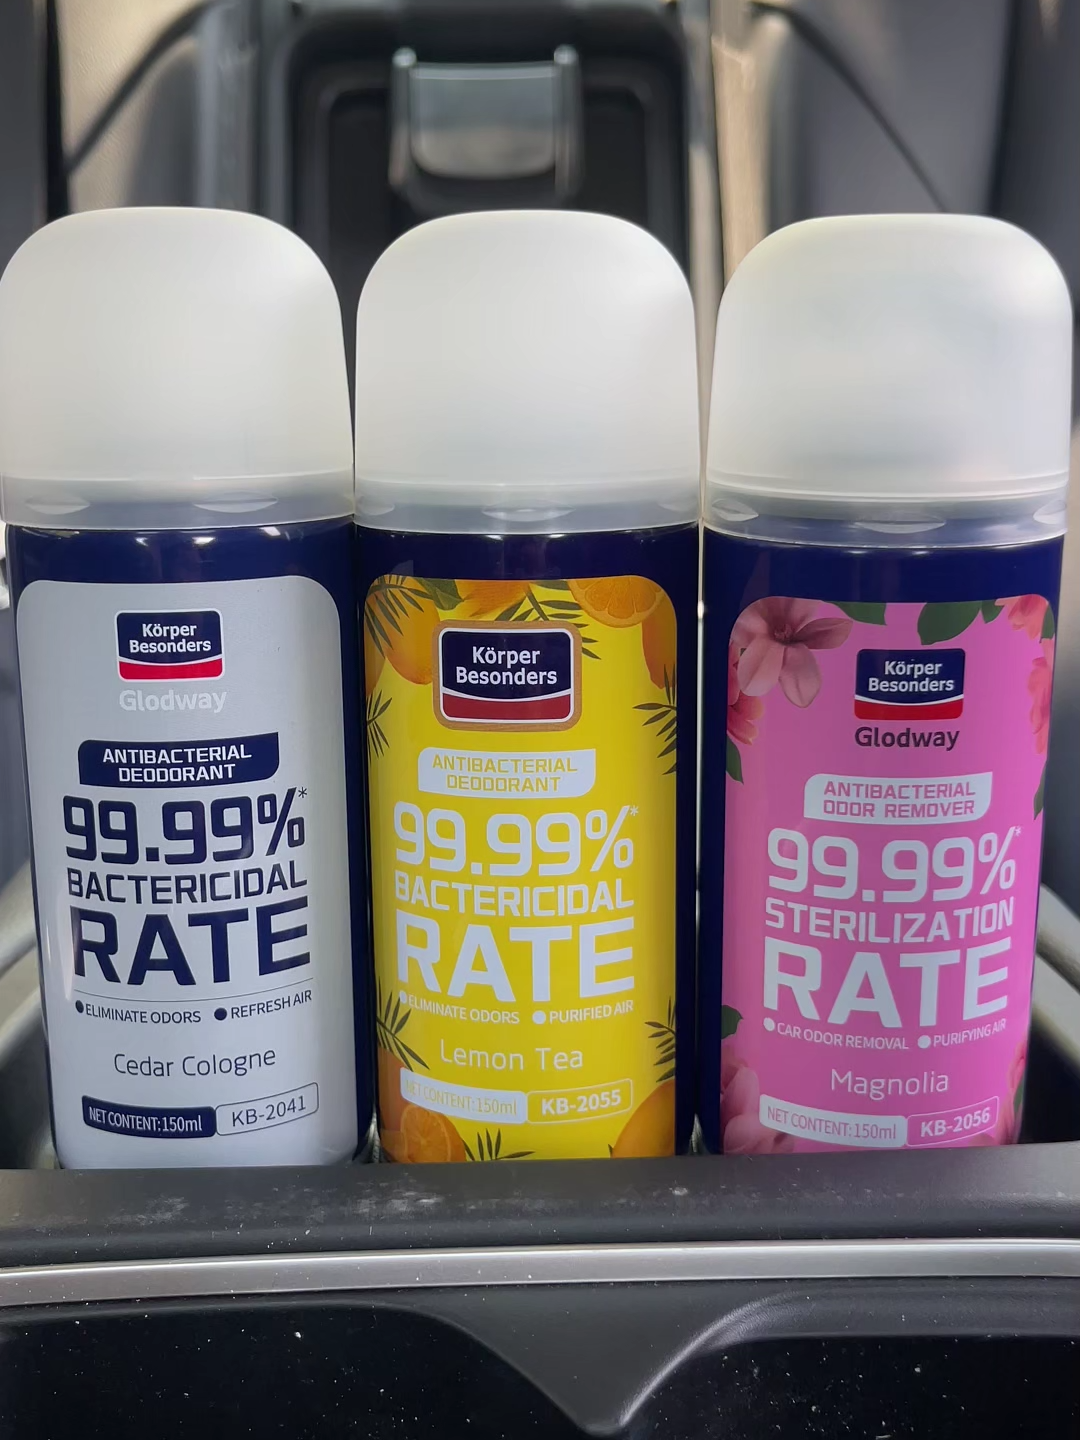 Körper
Besonders
Glodway
ANTIBACTERIAL
DEODORANT
99.99%*
BACTERICIDAL
RATE
●ELIMINATE ODORS ●REFRESH AIR
Cedar Cologne
NET CONTENT:150ml KB-2041
Körper
Besonders
ANTIBACTERIAL
DEODORANT
99.99%*
BACTERICIDAL
RATE
●ELIMINATE ODORS ●PURIFIED AIR
Lemon Tea
NET CONTENT:150ml KB-2055
Körper
Besonders
Glodway
ANTIBACTERIAL
ODOR REMOVER
99.99%*
STERILIZATION
RATE
●CAR ODOR REMOVAL ●PURIFYING AIR
Magnolia
NET CONTENT:150ml KB-2056